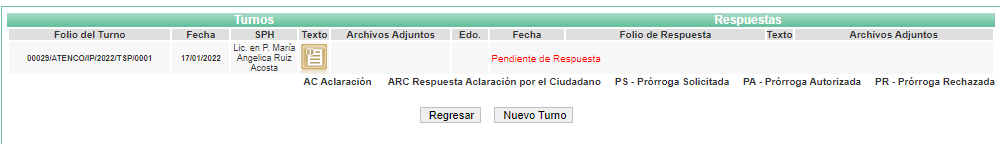 Turnos Respuestas
Folio del Turno Fecha SPH Texto Archivos Adjuntos Edo. Fecha Folio de Respuesta Texto Archivos Adjuntos
00025/ATENCO/IP/2022/TSP/0001 17/01/2022 Lic. en P. María
Angelica Ruiz
Acosta
Pendiente de Respuesta
AC Aclaración ARC Respuesta Aclaración por el Ciudadano PS - Prórroga Solicitada PA - Prórroga Autorizada PR - Prórroga Rechazada
Regresar Nuevo Turno